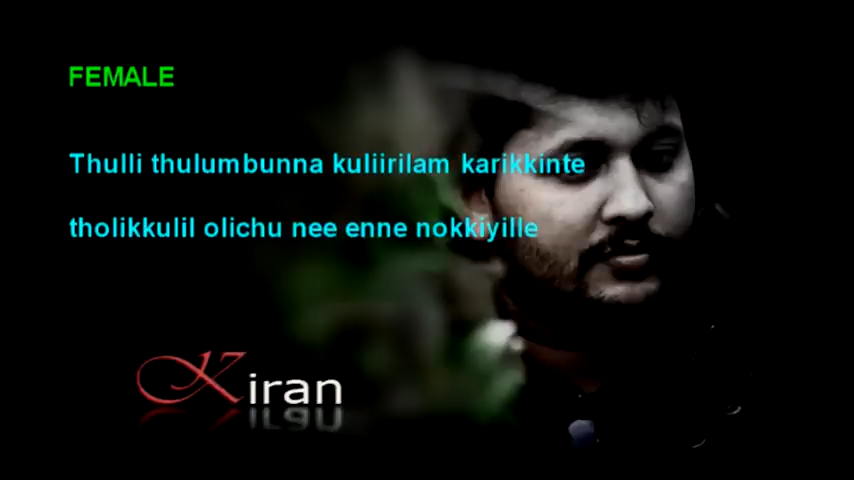 FEMALE
Thulli thulumbunna kuliirilam karikkinte
tholikkulil olichu nee enne nokkiyille
Kiran